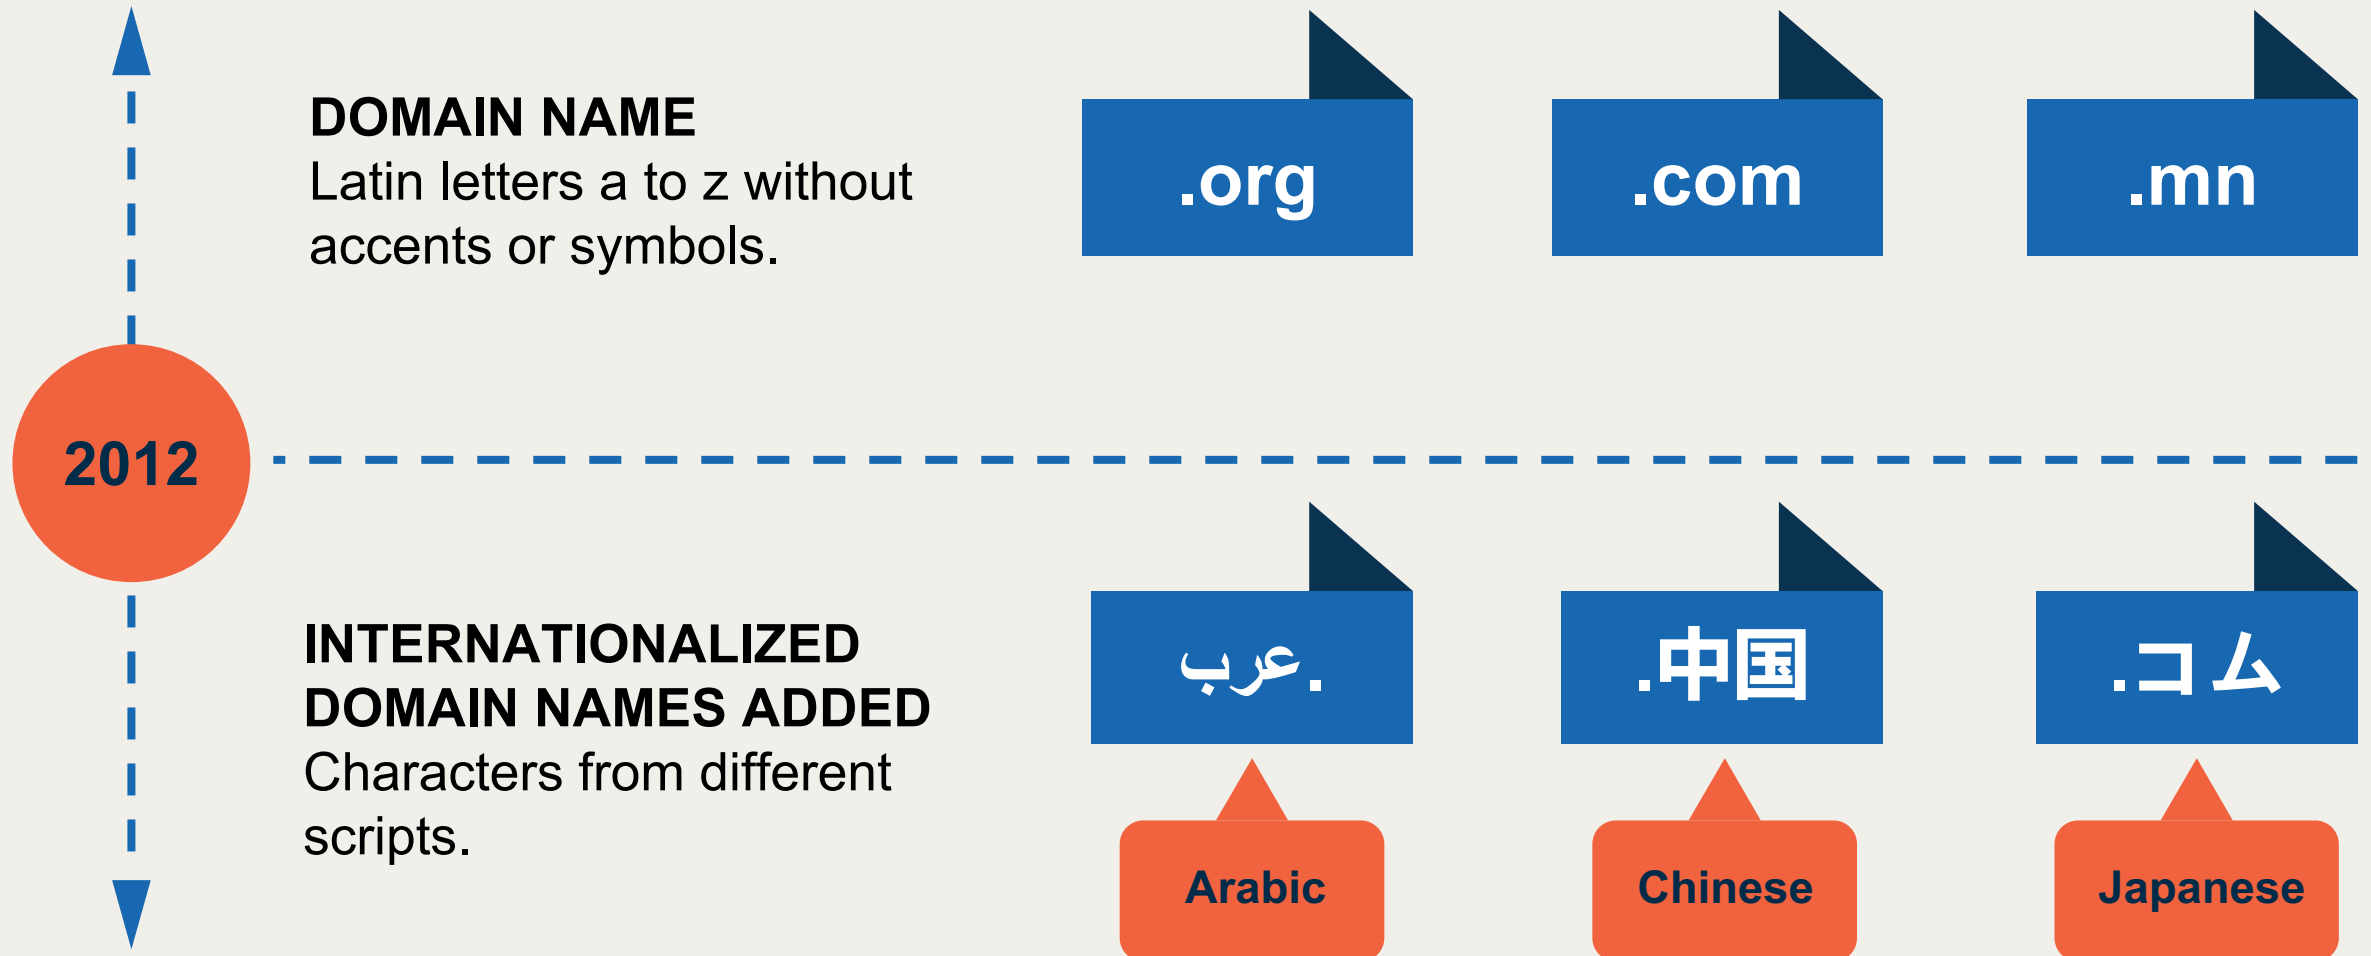 DOMAIN NAME
Latin letters a to z without
accents or symbols.
.org
.com
.mn
2012
INTERNATIONALIZED
DOMAIN NAMES ADDED
Characters from different
scripts.
.عرب
.中国
.コム
Arabic
Chinese
Japanese